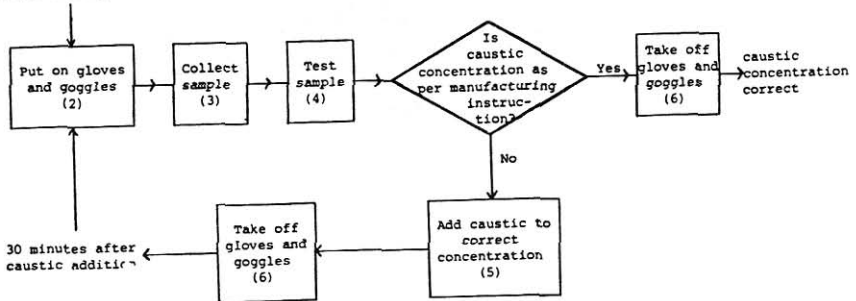 Put on gloves
and goggles
(2)
Collect
sample
(3)
Test
sample
(4)
Is
caustic
concentration as
per manufacturing
instruc-
tion?
Yes
Take off
gloves and
goggles
(6)
caustic
concentration
correct
No
Add caustic to
correct
concentration
(5)
Take off
gloves and
goggles
(6)
30 minutes after
caustic addition